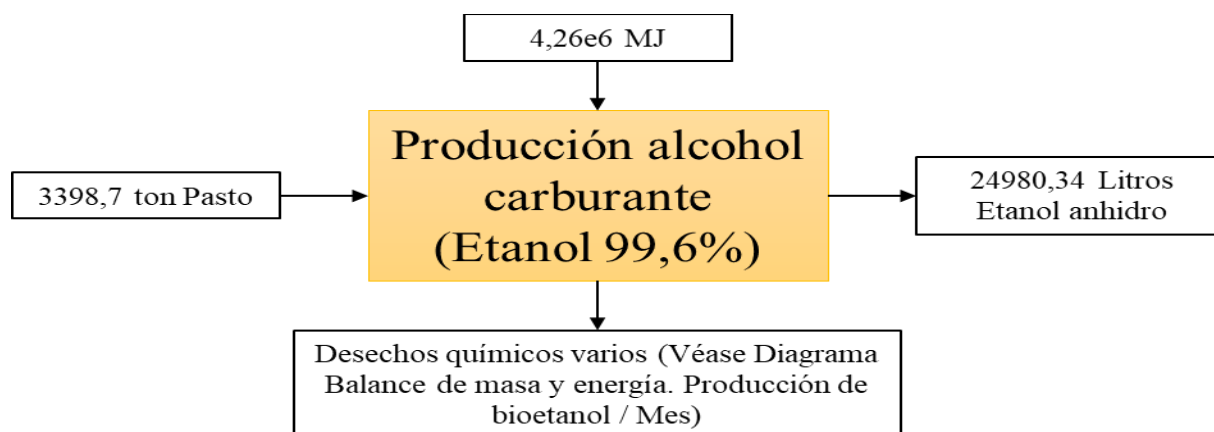 4,26e6 MJ
Producción alcohol
carburante
(Etanol 99,6%)
3398,7 ton Pasto
24980,34 Litros
Etanol anhidro
Desechos químicos varios (Véase Diagrama
Balance de masa y energía. Producción de
bioetanol / Mes)